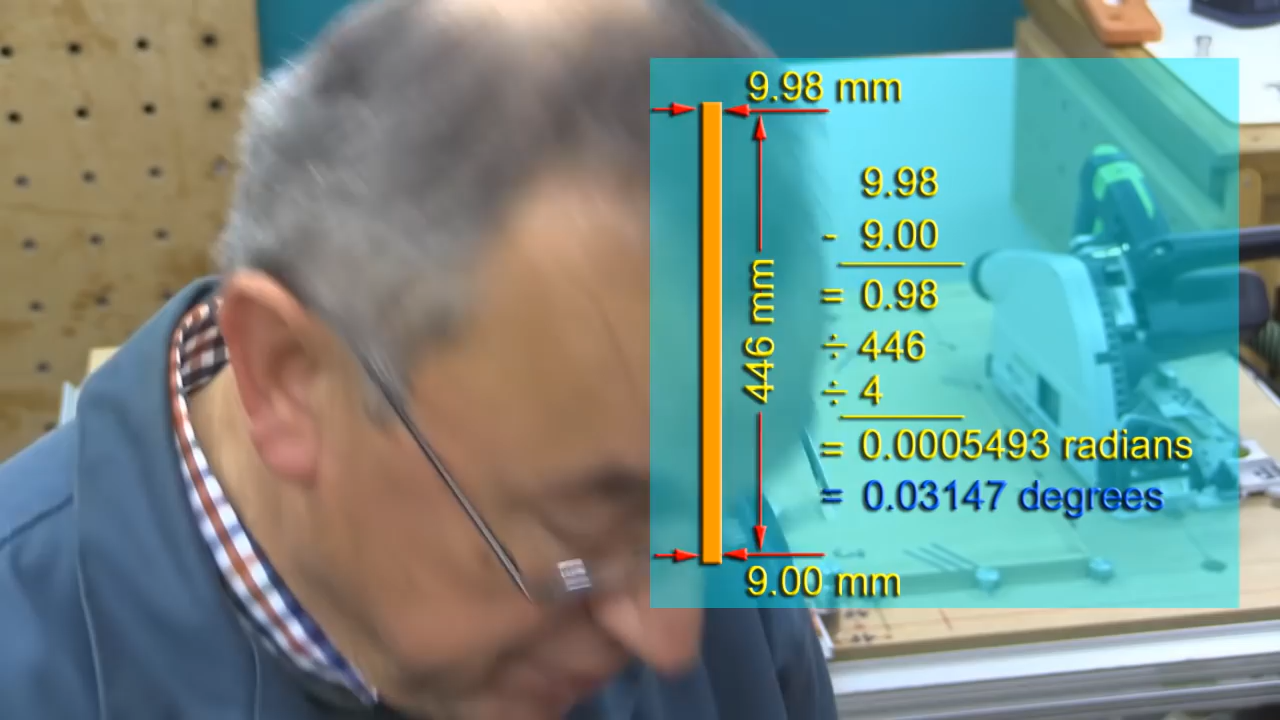 9.98 mm
9.98
- 9.00
= 0.98
÷ 446
÷ 4
= 0.0005493 radians
= 0.03147 degrees
446 mm
9.00 mm